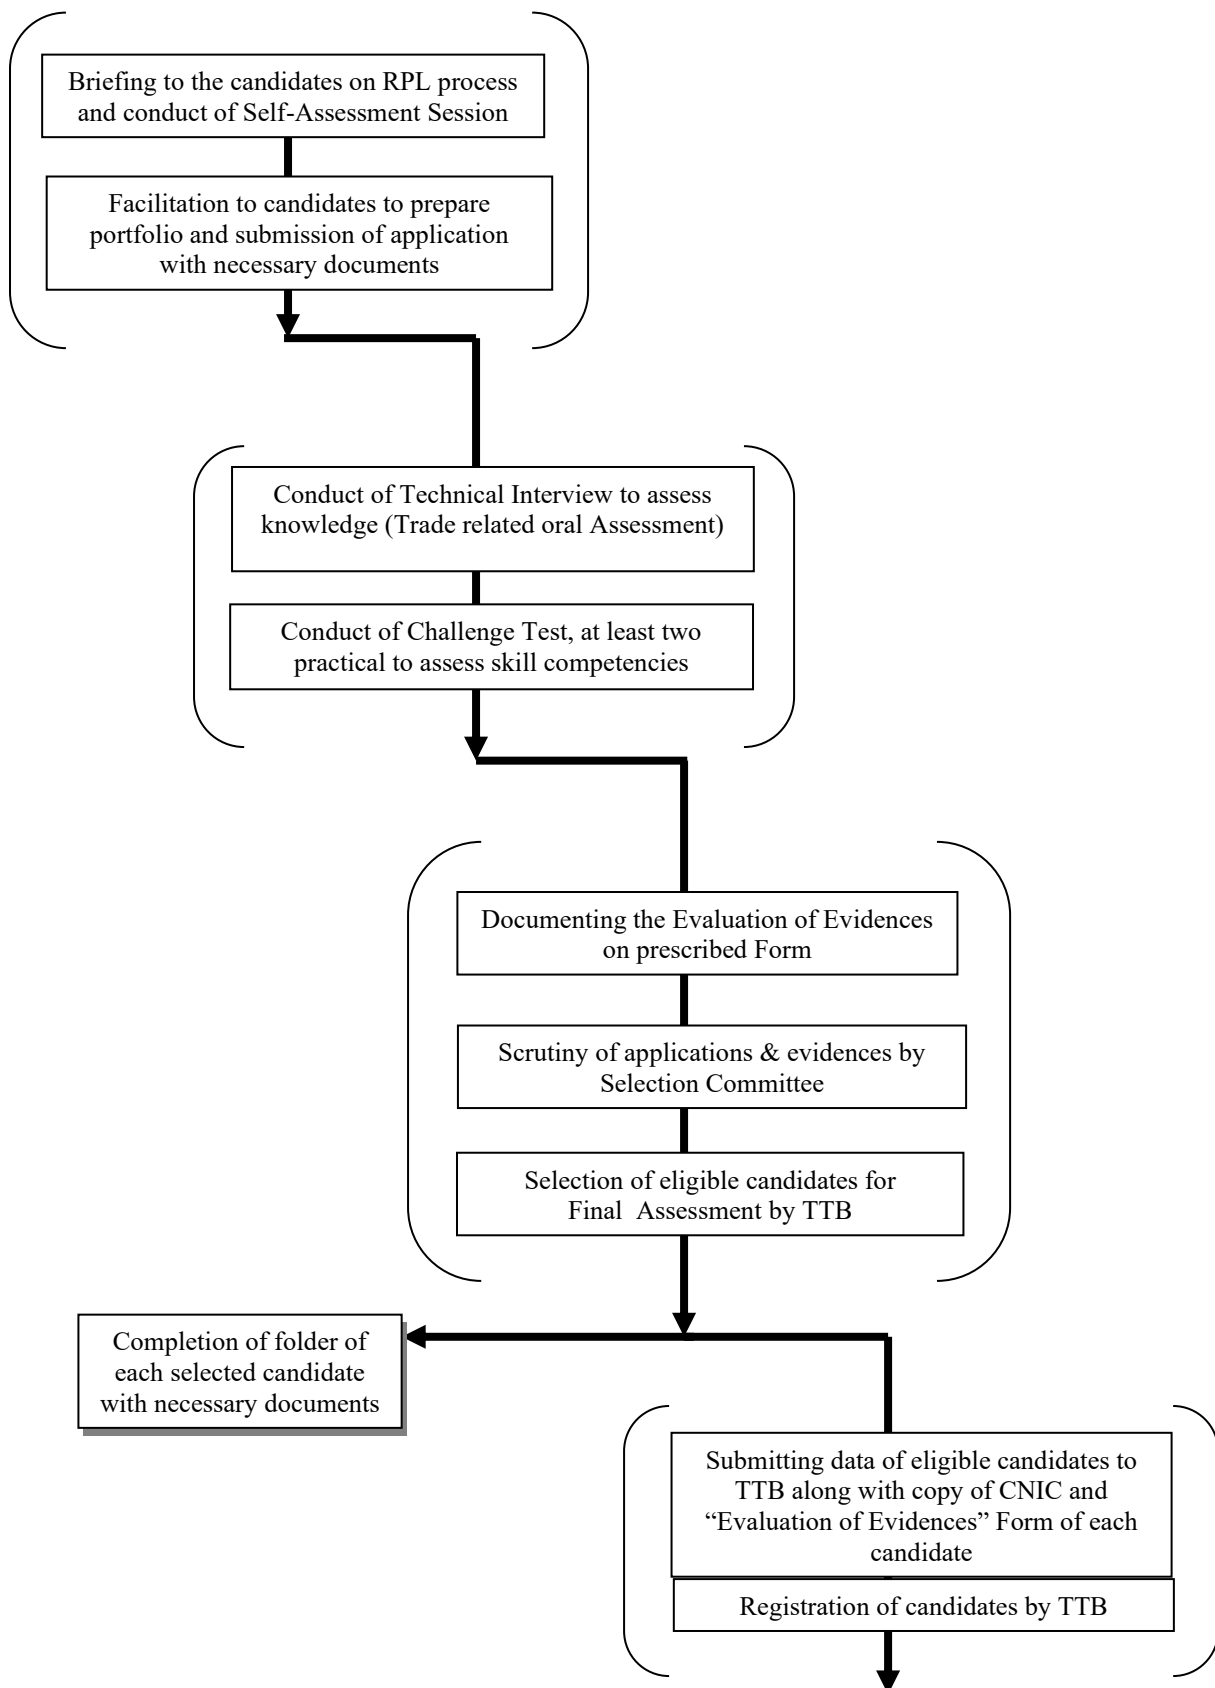 Briefing to the candidates on RPL process
and conduct of Self-Assessment Session
Facilitation to candidates to prepare
portfolio and submission of application
with necessary documents
Conduct of Technical Interview to assess
knowledge (Trade related oral Assessment)
Conduct of Challenge Test, at least two
practical to assess skill competencies
Documenting the Evaluation of Evidences
on prescribed Form
Scrutiny of applications & evidences by
Selection Committee
Selection of eligible candidates for
Final Assessment by TTB
Completion of folder of
each selected candidate
with necessary documents
Submitting data of eligible candidates to
TTB along with copy of CNIC and
“Evaluation of Evidences” Form of each
candidate
Registration of candidates by TTB